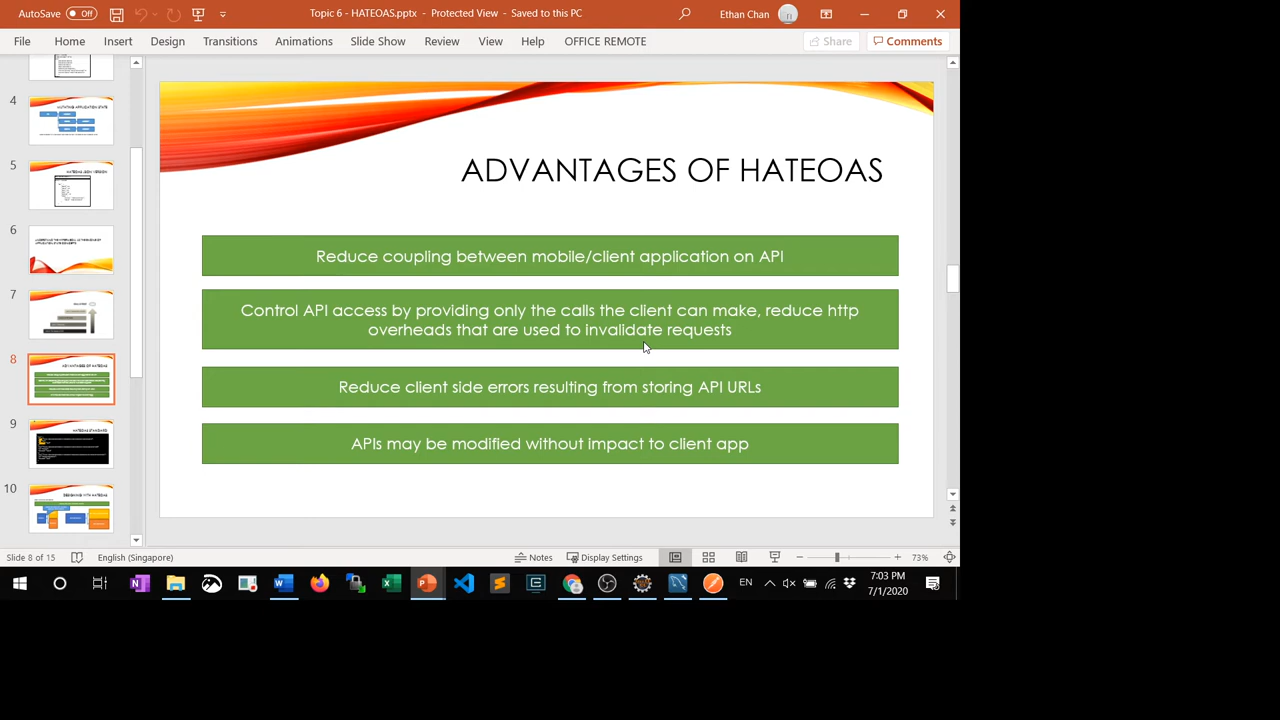 AutoSave Off Topic 6 - HATEOAS.pptx - Protected View - Saved to this PC Ethan Chan
File Home Insert Design Transitions Animations Slide Show Review View Help OFFICE REMOTE Share Comments
4
5
6
7
8
9
10
ADVANTAGES OF HATEOAS
Reduce coupling between mobile/client application on API
Control API access by providing only the calls the client can make, reduce http
overheads that are used to invalidate requests
Reduce client side errors resulting from storing API URLs
APIs may be modified without impact to client app
Slide 8 of 15 English (Singapore) Notes Display Settings 73%
EN 7:03 PM
7/1/2020